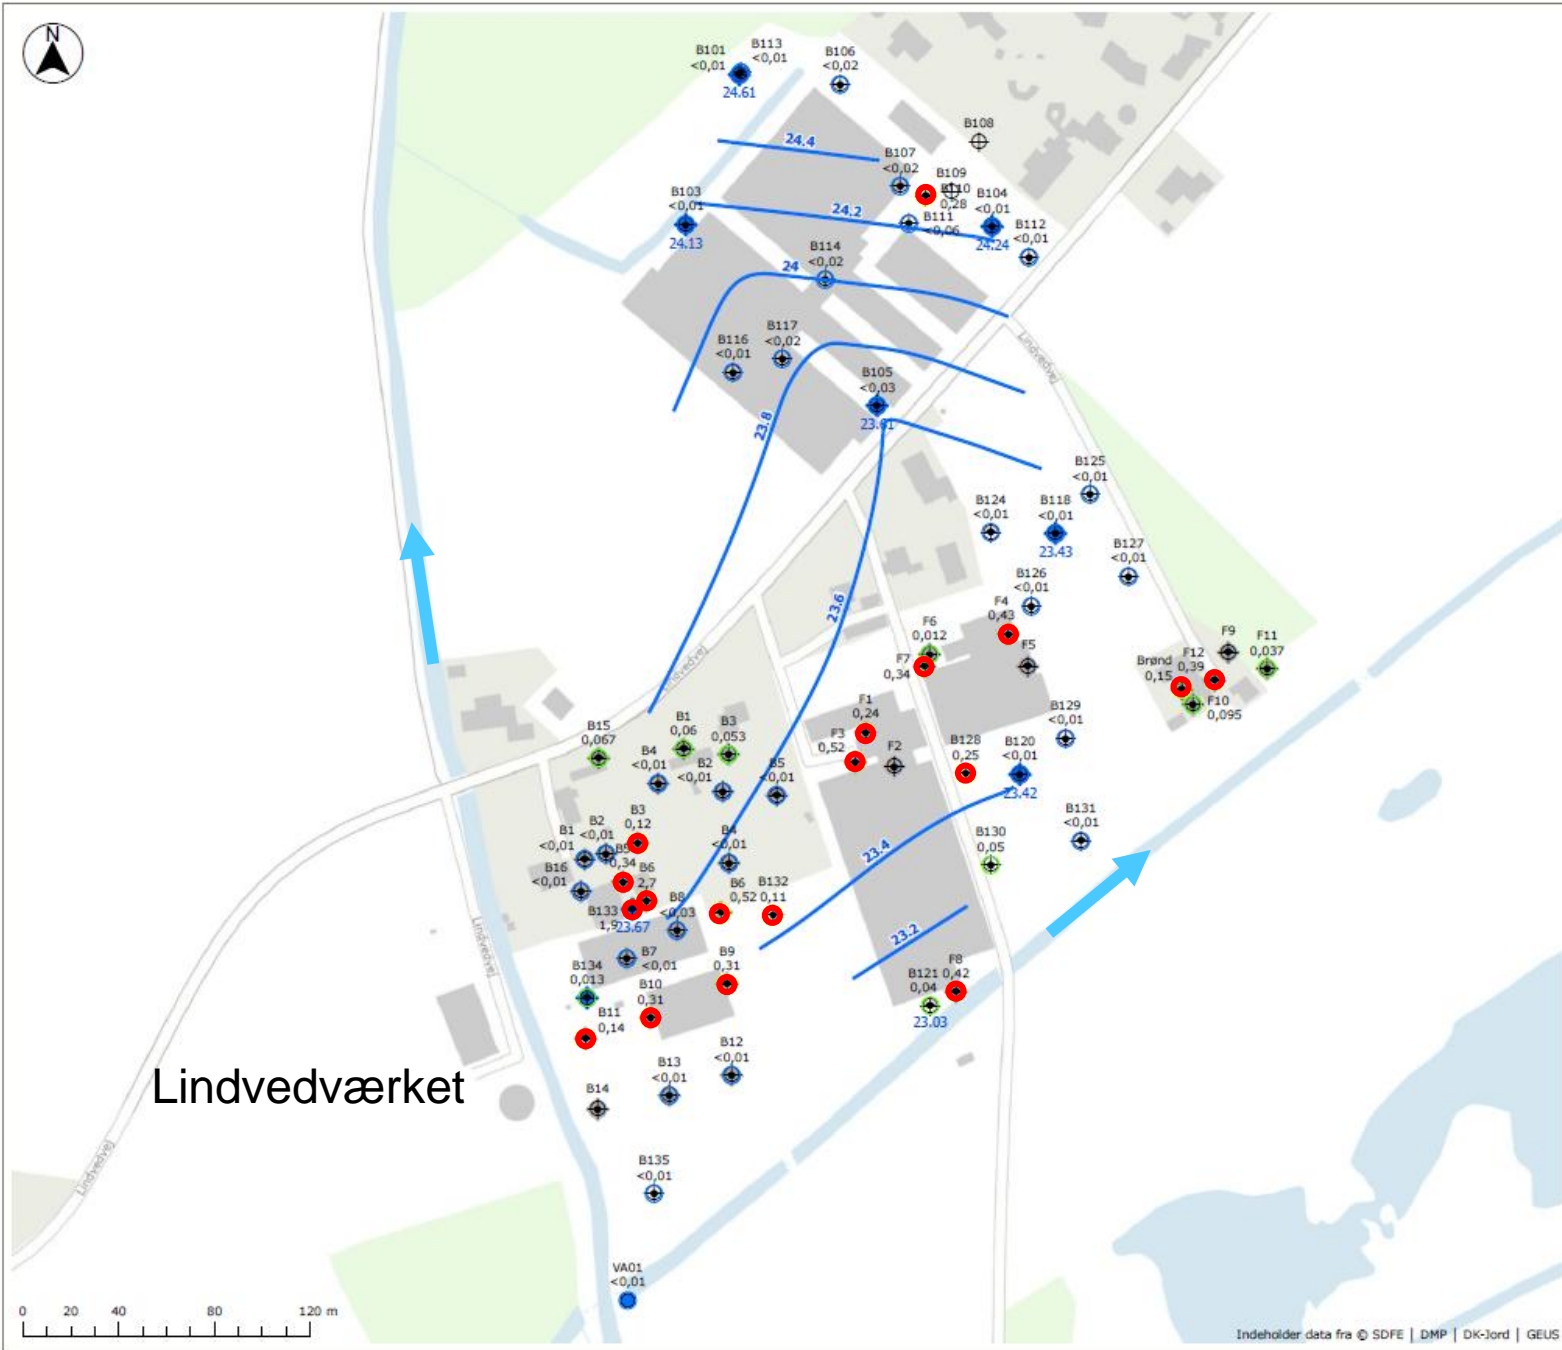 N
B101
<0,01
24.61
B113
<0,01
B106
<0,02
B108
24.4
B107
<0,02
B109
B110
0,28
B103
<0,01
24.13
24.2
B111
<0,06
B104
<0,01
24.24
B112
<0,01
B114
<0,02
24
Lindvedvej
B116
<0,01
B117
<0,02
B105
<0,03
23.61
23.8
B125
<0,01
B124
<0,01
B118
<0,01
23.43
B127
<0,01
B126
<0,01
23.6
F4
0,43
F6
0,012
F7
0,34
F5
Lindvedvej
F9
F11
0,037
F12
0,39
Brønd
0,15
F10
0,095
B15
0,067
B1
0,06
B3
0,053
F1
0,24
F3
0,52
F2
B129
<0,01
B128
0,25
B120
<0,01
23.42
B4
<0,01
B2
<0,01
B5
<0,01
B3
0,12
B2
<0,01
B1
<0,01
B4
<0,01
B131
<0,01
B130
0,05
23.4
B16
<0,01
B5
0,34
B6
2,7
B133
1,9
23.67
B8
<0,03
B6
0,52
B132
0,11
Lindvedvej
23.2
B7
<0,01
B9
0,31
B134
0,013
B10
0,31
B121
0,04
23.03
F8
0,42
B11
0,14
Lindvedværket
B12
<0,01
B13
<0,01
B14
Lindvedvej
B135
<0,01
VA01
<0,01
0 20 40 80 120 m
Indeholder data fra © SDFE | DMP | DK-Jord | GEUS